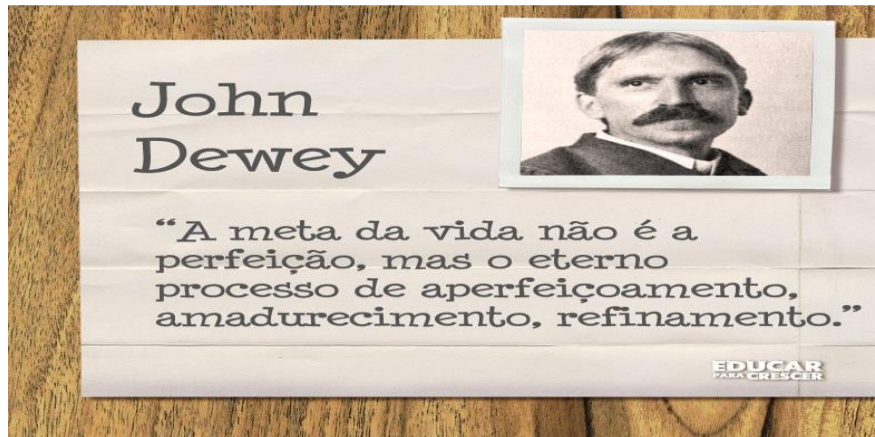 John
Dewey
“A meta da vida não é a
perfeição, mas o eterno
processo de aperfeiçoamento,
amadurecimento, refinamento.”
EDUCAR
PARA CRESCER